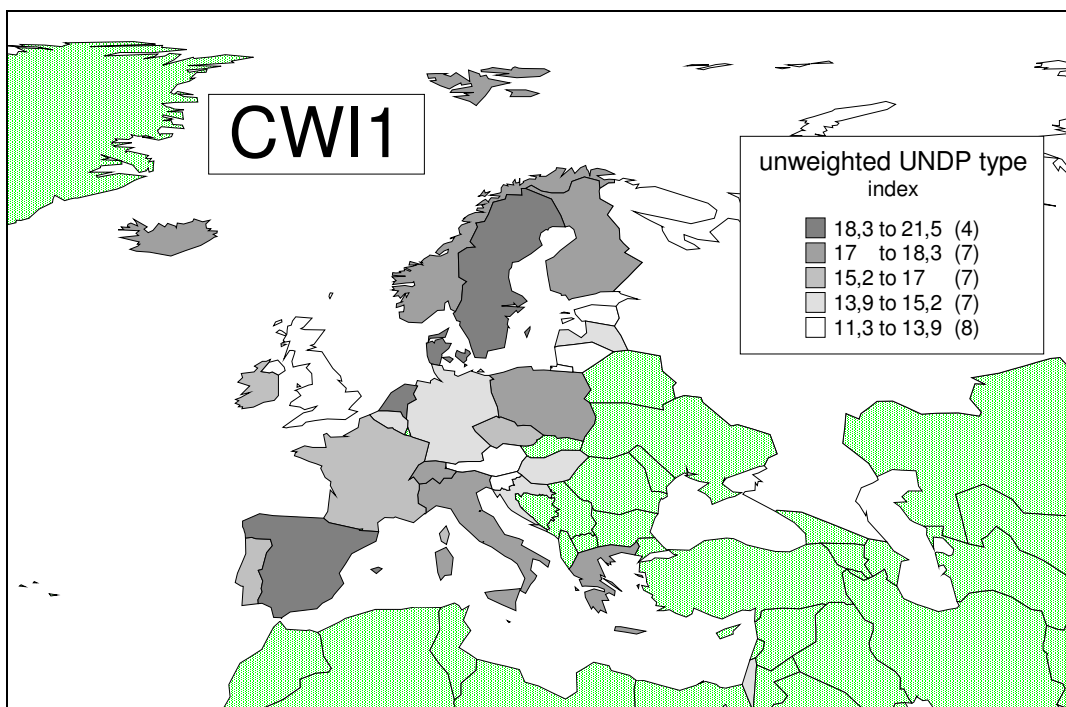 CWI1
unweighted UNDP type
index
18,3 to 21,5 (4)
17 to 18,3 (7)
15,2 to 17 (7)
13,9 to 15,2 (7)
11,3 to 13,9 (8)